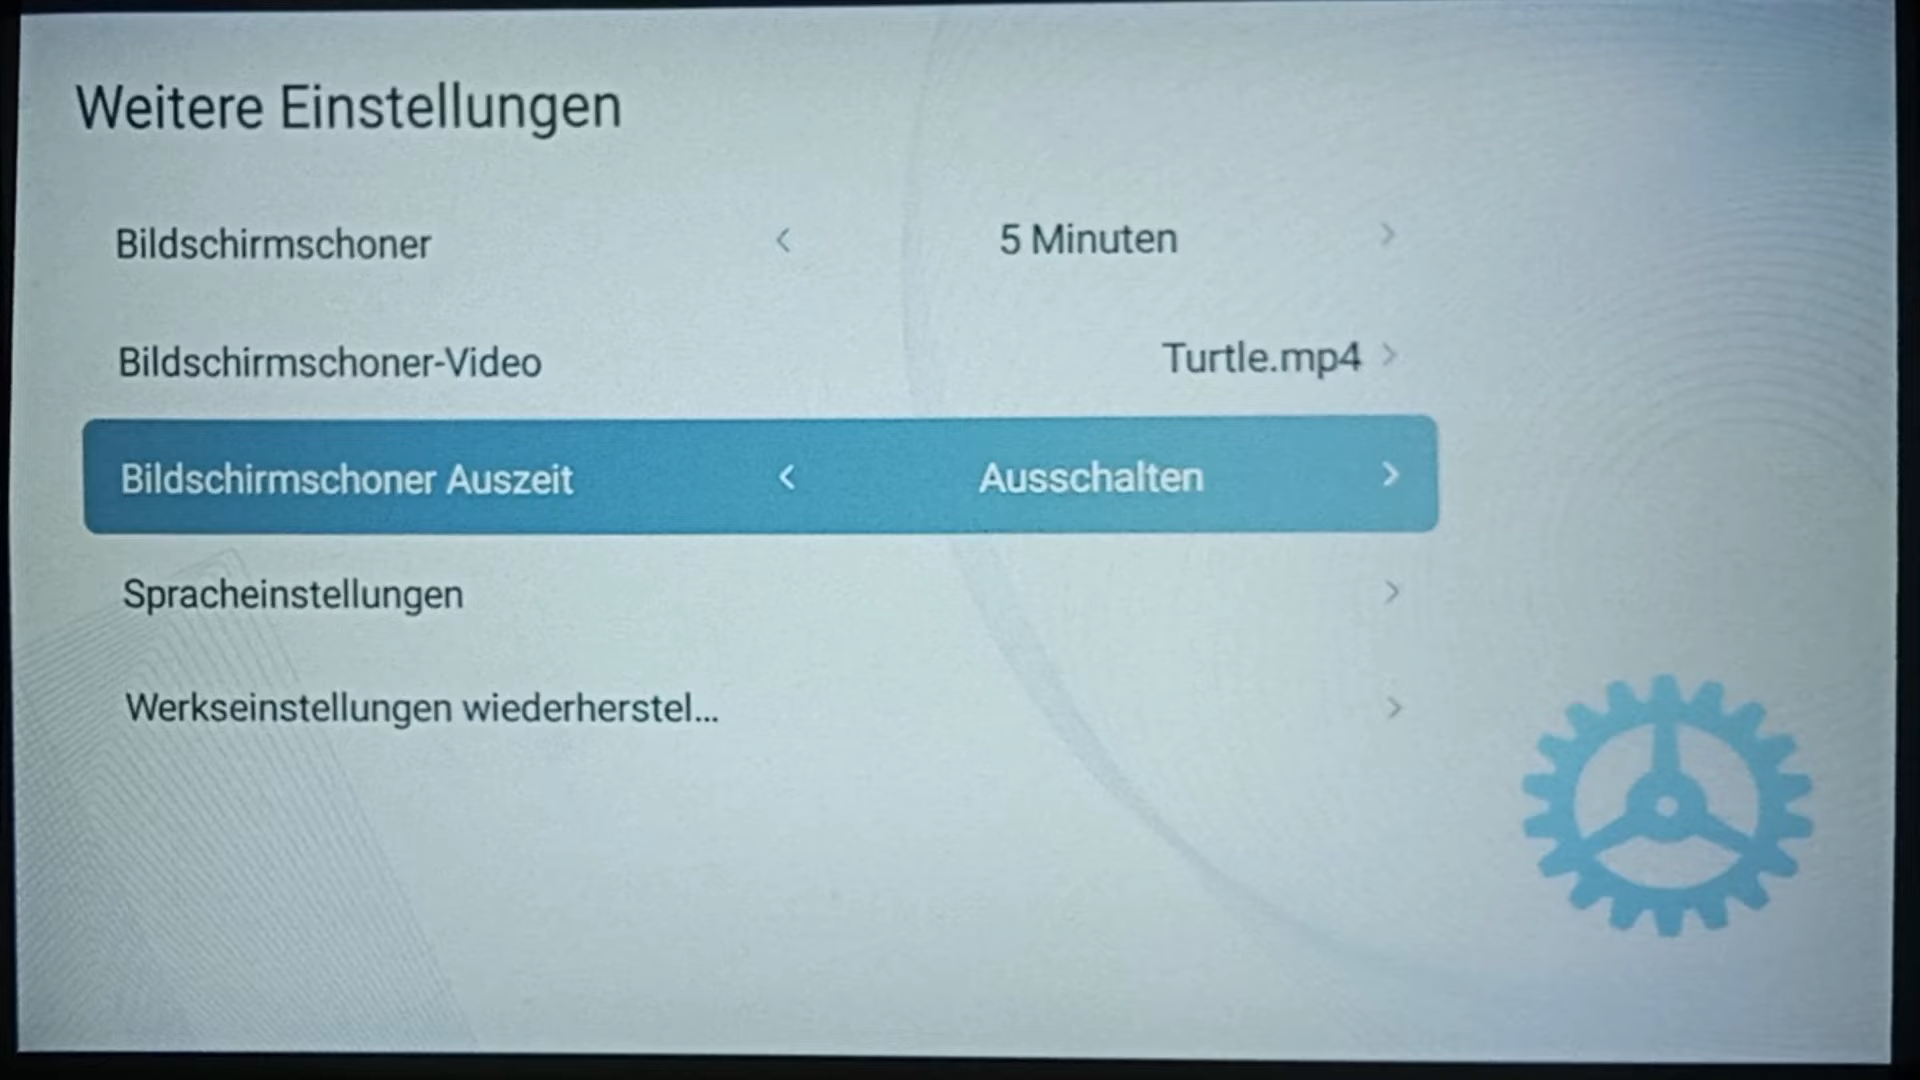 Weitere Einstellungen
Bildschirmschoner < 5 Minuten >
Bildschirmschoner-Video Turtle.mp4 >
Bildschirmschoner Auszeit < Ausschalten >
Spracheinstellungen >
Werkseinstellungen wiederherstel... >